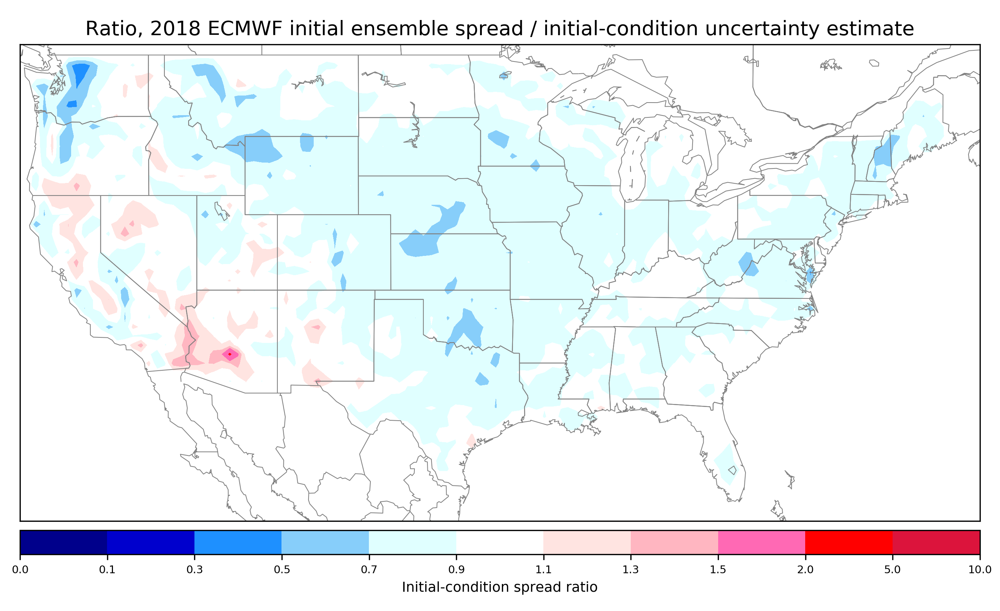 Ratio, 2018 ECMWF initial ensemble spread / initial-condition uncertainty estimate
0.0 0.1 0.3 0.5 0.7 0.9 1.1 1.3 1.5 2.0 5.0 10.0
Initial-condition spread ratio